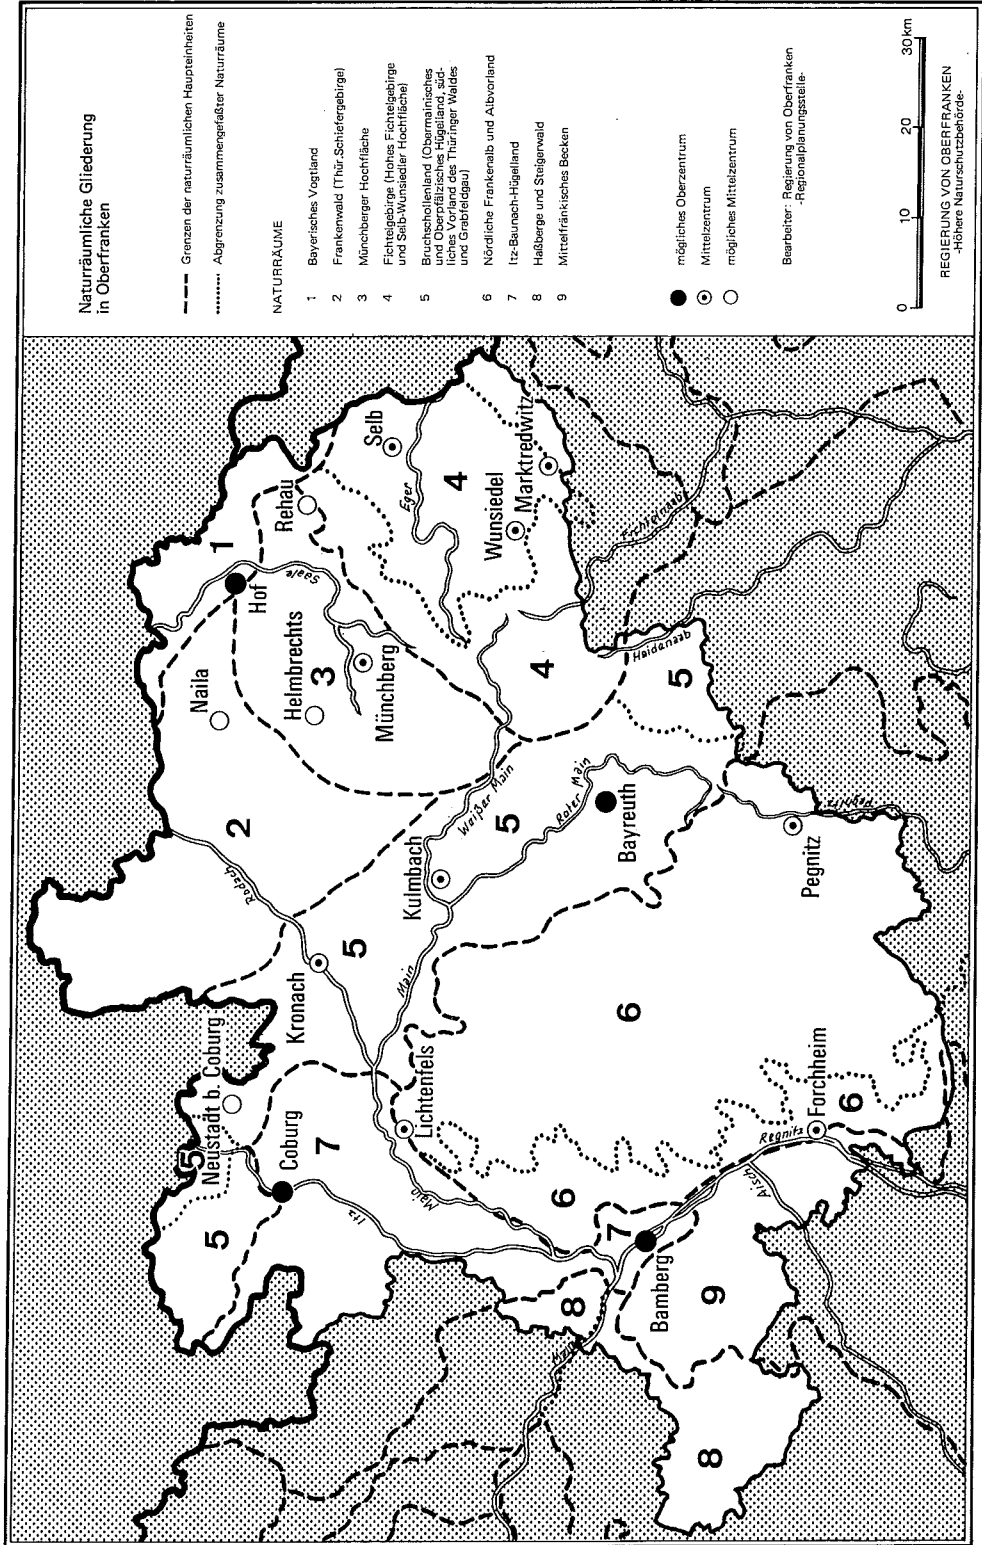 Naturräumliche Gliederung
in Oberfranken
Grenzen der naturräumlichen Haupteinheiten
Abgrenzung zusammengefaßter Naturräume
NATURRÄUME
1 Bayerisches Vogtland
2 Frankenwald (Thür. Schiefergebirge)
3 Münchberger Hochfläche
4 Fichtelgebirge (Hohes Fichtelgebirge
und Selb-Wunsiedler Hochfläche)
5 Bruchschollenland (Obermainisches
und Oberpfälzisches Hügelland, süd-
liches Vorland des Thüringer Waldes
und Grabfeldgau)
6 Nördliche Frankenalb und Albvorland
7 Itz-Baunach-Hügelland
8 Haßberge und Steigerwald
9 Mittelfränkisches Becken
mögliches Oberzentrum
Mittelzentrum
mögliches Mittelzentrum
Bearbeiter: Regierung von Oberfranken
-Regionalplanungsstelle-
0 10 20 30 km
REGIERUNG VON OBERFRANKEN
-Höhere Naturschutzbehörde-
5
5
Neustadt b. Coburg
Coburg
7
Itz
Main
Kronach
5
Rodach
2
Naila
Helmbrechts
3
Münchberg
1
Hof
Saale
Rehau
Selb
Eger
4
Wunsiedel
Marktredwitz
Fichtelnaab
4
Haidenaab
5
Weißer Main
Kulmbach
5
Roter Main
Bayreuth
Main
Lichtenfels
6
6
Pegnitz
Pegnitz
Forchheim
6
Regnitz
Aisch
7
Bamberg
8
Main
9
8